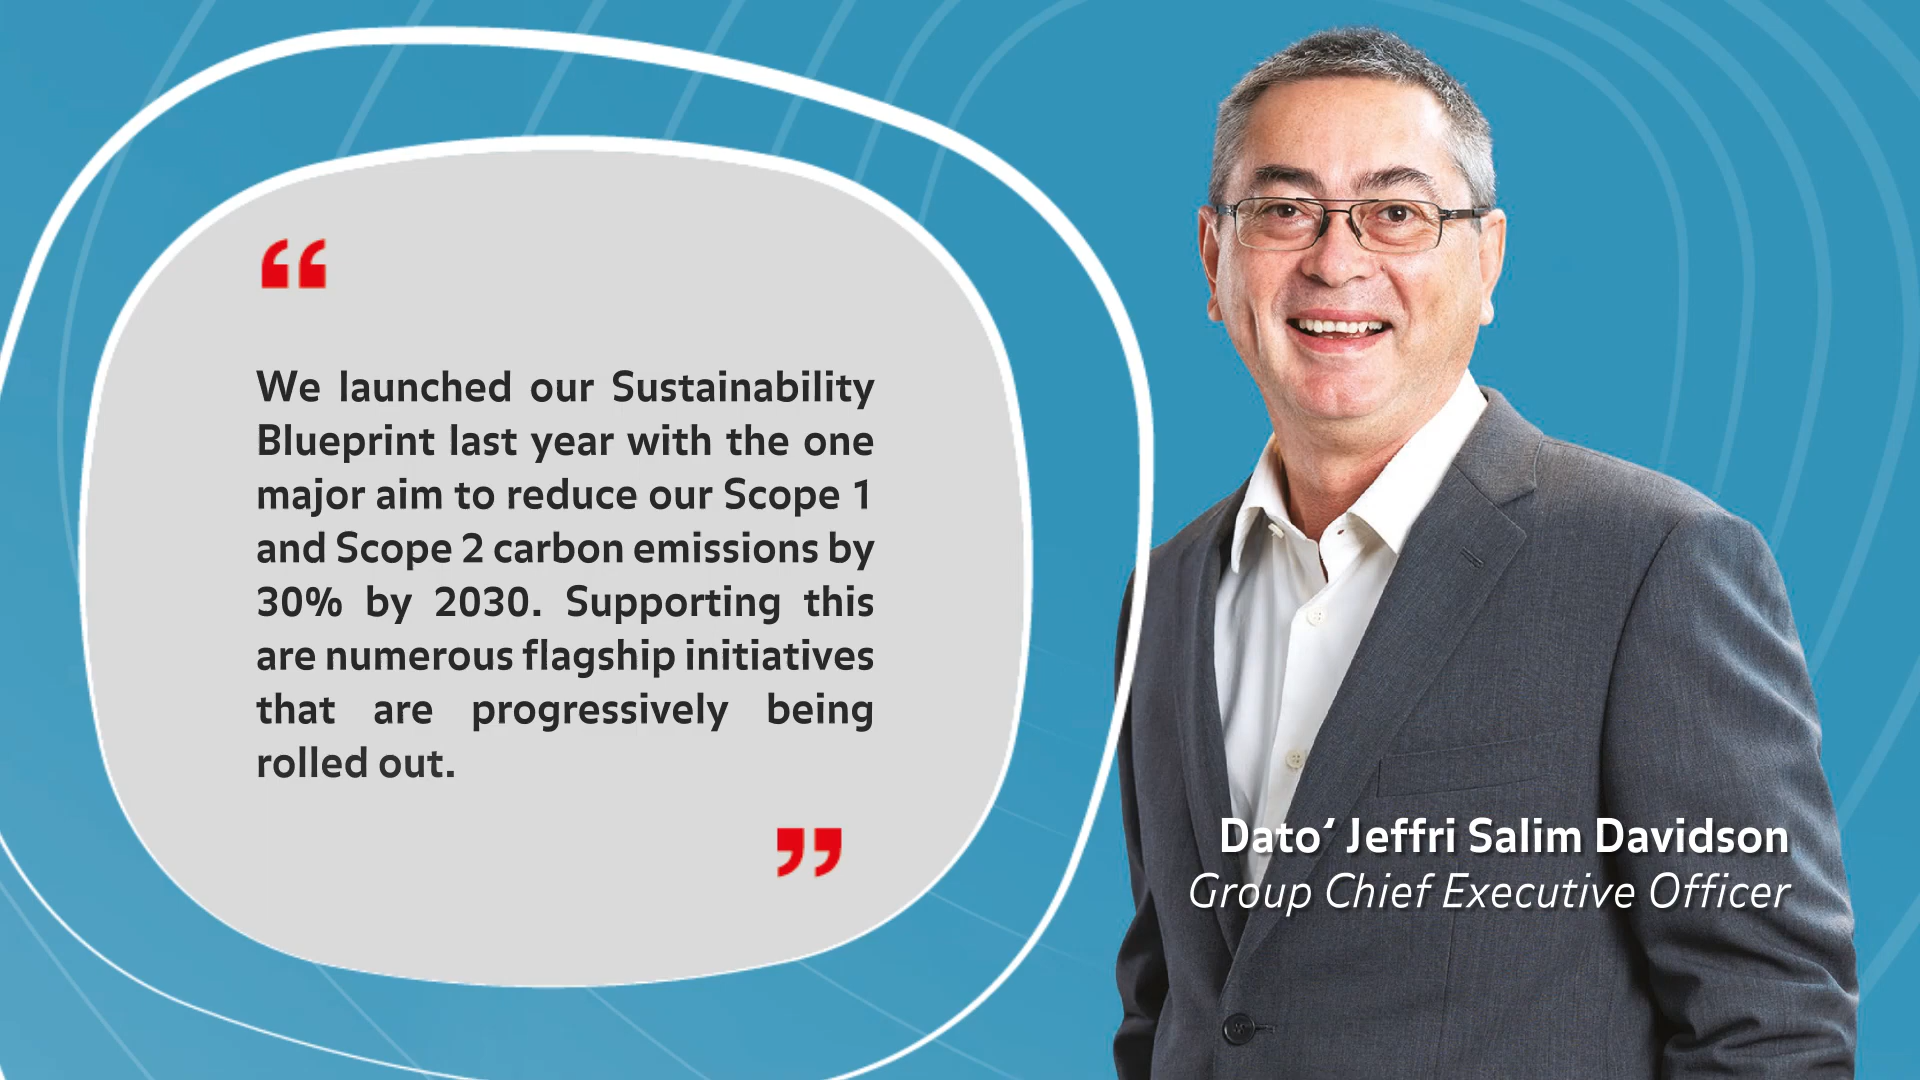 “
We launched our Sustainability
Blueprint last year with the one
major aim to reduce our Scope 1
and Scope 2 carbon emissions by
30% by 2030. Supporting this
are numerous flagship initiatives
that are progressively being
rolled out.
”
Dato‘ Jeffri Salim Davidson
Group Chief Executive Officer